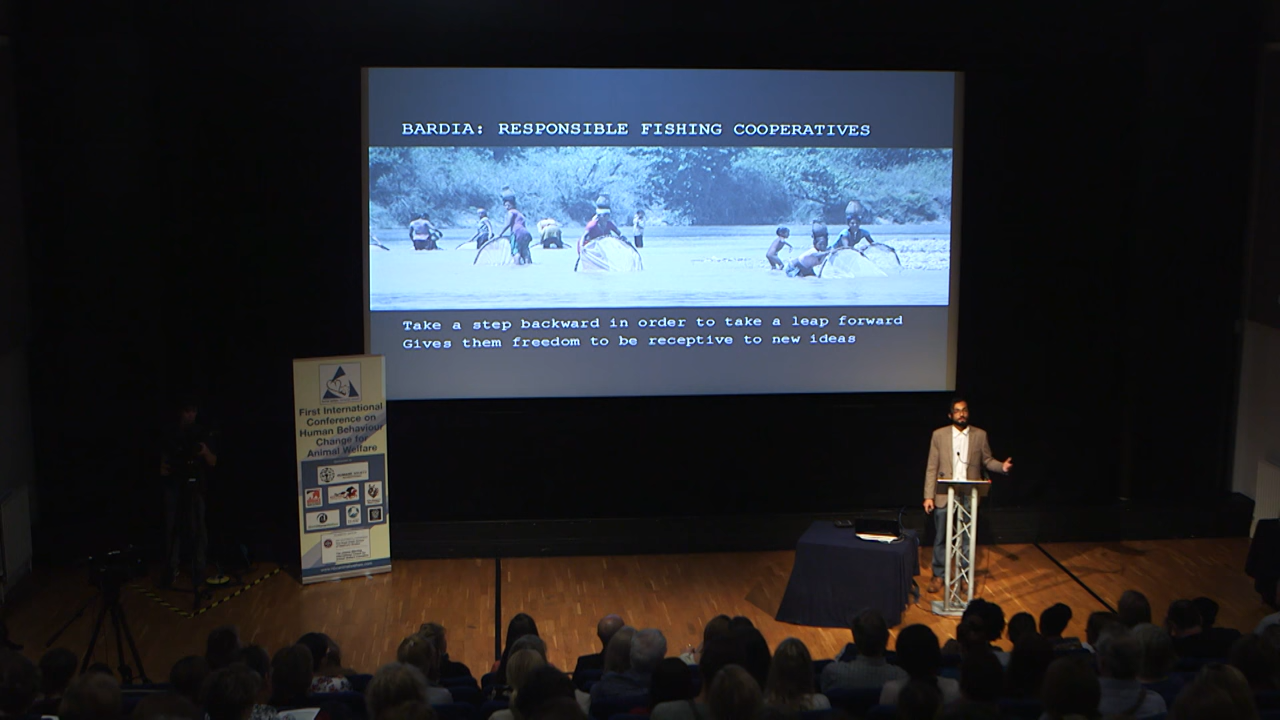 BARDIA: RESPONSIBLE FISHING COOPERATIVES
Take a step backward in order to take a leap forward
Gives them freedom to be receptive to new ideas
First International
Conference on
Human Behaviour
Change for
Animal Welfare